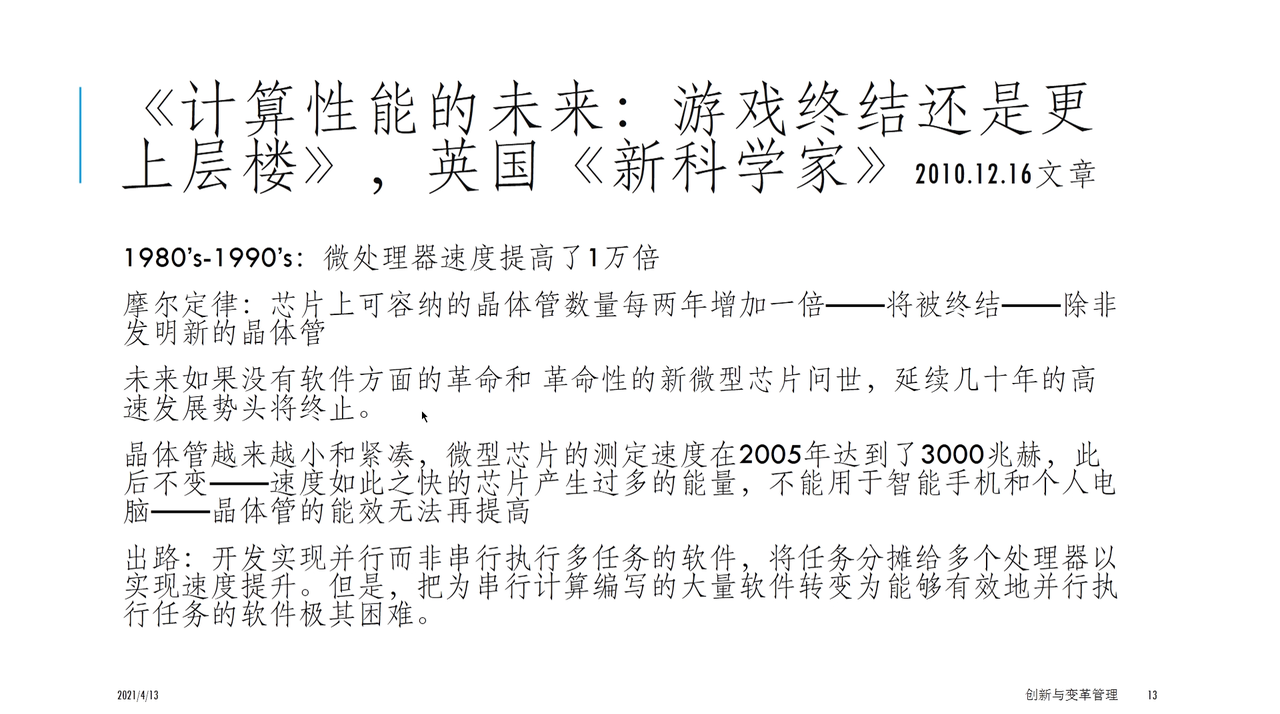 《计算性能的未来：游戏终结还是更
上层楼》，英国《新科学家》2010.12.16文章
1980’s-1990’s：微处理器速度提高了1万倍
摩尔定律：芯片上可容纳的晶体管数量每两年增加一倍——将被终结——除非
发明新的晶体管
未来如果没有软件方面的革命和 革命性的新微型芯片问世，延续几十年的高
速发展势头将终止。
晶体管越来越小和紧凑，微型芯片的测定速度在2005年达到了3000兆赫，此
后不变——速度如此之快的芯片产生过多的能量，不能用于智能手机和个人电
脑——晶体管的能效无法再提高
出路：开发实现并行而非串行执行多任务的软件，将任务分摊给多个处理器以
实现速度提升。但是，把为串行计算编写的大量软件转变为能够有效地并行执
行任务的软件极其困难。
2021/4/13
创新与变革管理
13